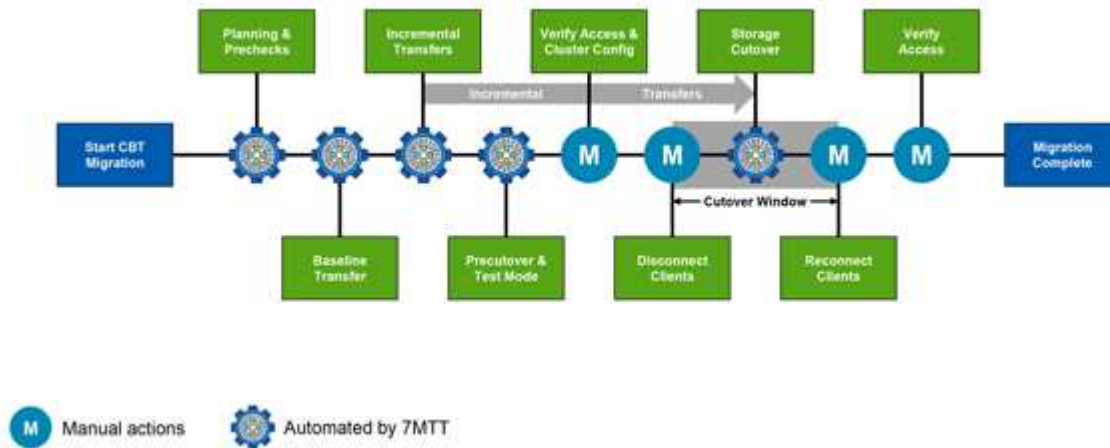 Planning &
Prechecks
Incremental
Transfers
Verify Access &
Cluster Config
Storage
Cutover
Verify
Access
Incremental
Transfers
Start CBT
Migration
M
M
M
M
Migration
Complete
Cutover Window
Baseline
Transfer
Precutover &
Test Mode
Disconnect
Clients
Reconnect
Clients
M
Manual actions
Automated by 7MTT